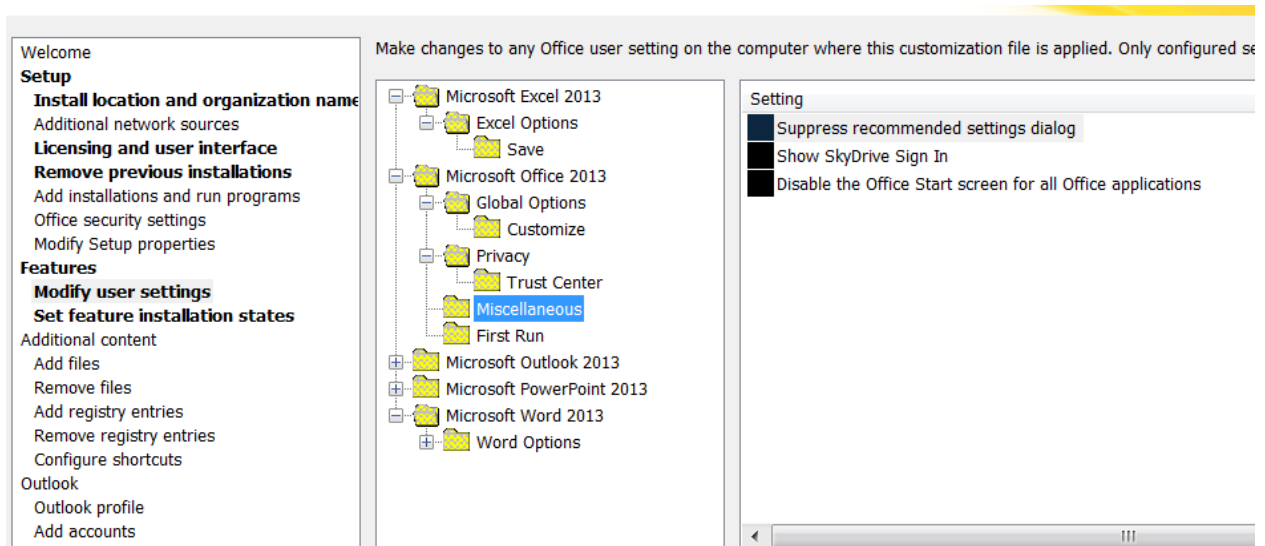 Welcome
Setup
Install location and organization name
Additional network sources
Licensing and user interface
Remove previous installations
Add installations and run programs
Office security settings
Modify Setup properties
Features
Modify user settings
Set feature installation states
Additional content
Add files
Remove files
Add registry entries
Remove registry entries
Configure shortcuts
Outlook
Outlook profile
Add accounts
Make changes to any Office user setting on the computer where this customization file is applied. Only configured se
Microsoft Excel 2013
Excel Options
Save
Microsoft Office 2013
Global Options
Customize
Privacy
Trust Center
Miscellaneous
First Run
Microsoft Outlook 2013
Microsoft PowerPoint 2013
Microsoft Word 2013
Word Options
Setting
Suppress recommended settings dialog
Show SkyDrive Sign In
Disable the Office Start screen for all Office applications